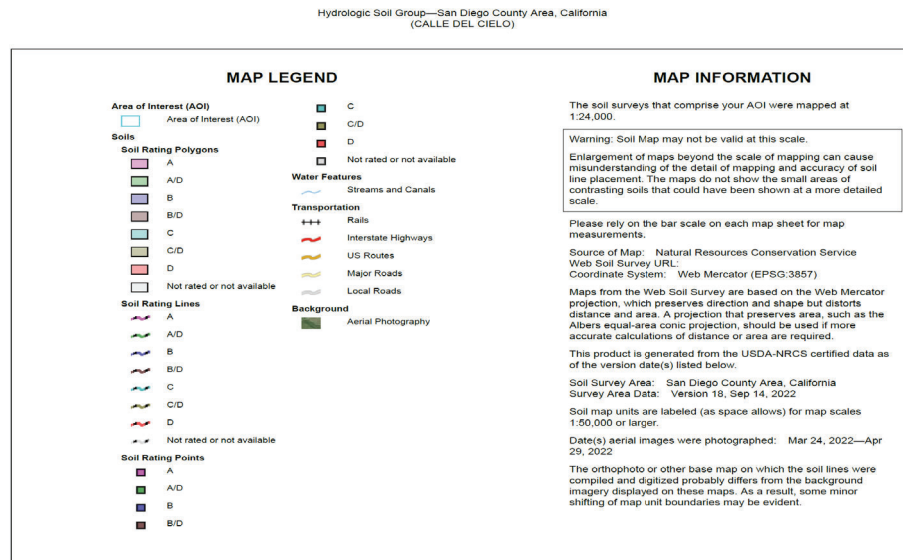 Hydrologic Soil Group—San Diego County Area, California
(CALLE DEL CIELO)
MAP LEGEND
Area of Interest (AOI)
Area of Interest (AOI)
Soils
Soil Rating Polygons
A
A/D
B
B/D
C
C/D
D
Not rated or not available
Soil Rating Lines
A
A/D
B
B/D
C
C/D
D
Not rated or not available
Soil Rating Points
A
A/D
B
B/D
C
C/D
D
Not rated or not available
Water Features
Streams and Canals
Transportation
Rails
Interstate Highways
US Routes
Major Roads
Local Roads
Background
Aerial Photography
MAP INFORMATION
The soil surveys that comprise your AOI were mapped at
1:24,000.
Warning: Soil Map may not be valid at this scale.
Enlargement of maps beyond the scale of mapping can cause
misunderstanding of the detail of mapping and accuracy of soil
line placement. The maps do not show the small areas of
contrasting soils that could have been shown at a more detailed
scale.
Please rely on the bar scale on each map sheet for map
measurements.
Source of Map: Natural Resources Conservation Service
Web Soil Survey URL:
Coordinate System: Web Mercator (EPSG:3857)
Maps from the Web Soil Survey are based on the Web Mercator
projection, which preserves direction and shape but distorts
distance and area. A projection that preserves area, such as the
Albers equal-area conic projection, should be used if more
accurate calculations of distance or area are required.
This product is generated from the USDA-NRCS certified data as
of the version date(s) listed below.
Soil Survey Area: San Diego County Area, California
Survey Area Data: Version 18, Sep 14, 2022
Soil map units are labeled (as space allows) for map scales
1:50,000 or larger.
Date(s) aerial images were photographed: Mar 24, 2022—Apr
29, 2022
The orthophoto or other base map on which the soil lines were
compiled and digitized probably differs from the background
imagery displayed on these maps. As a result, some minor
shifting of map unit boundaries may be evident.